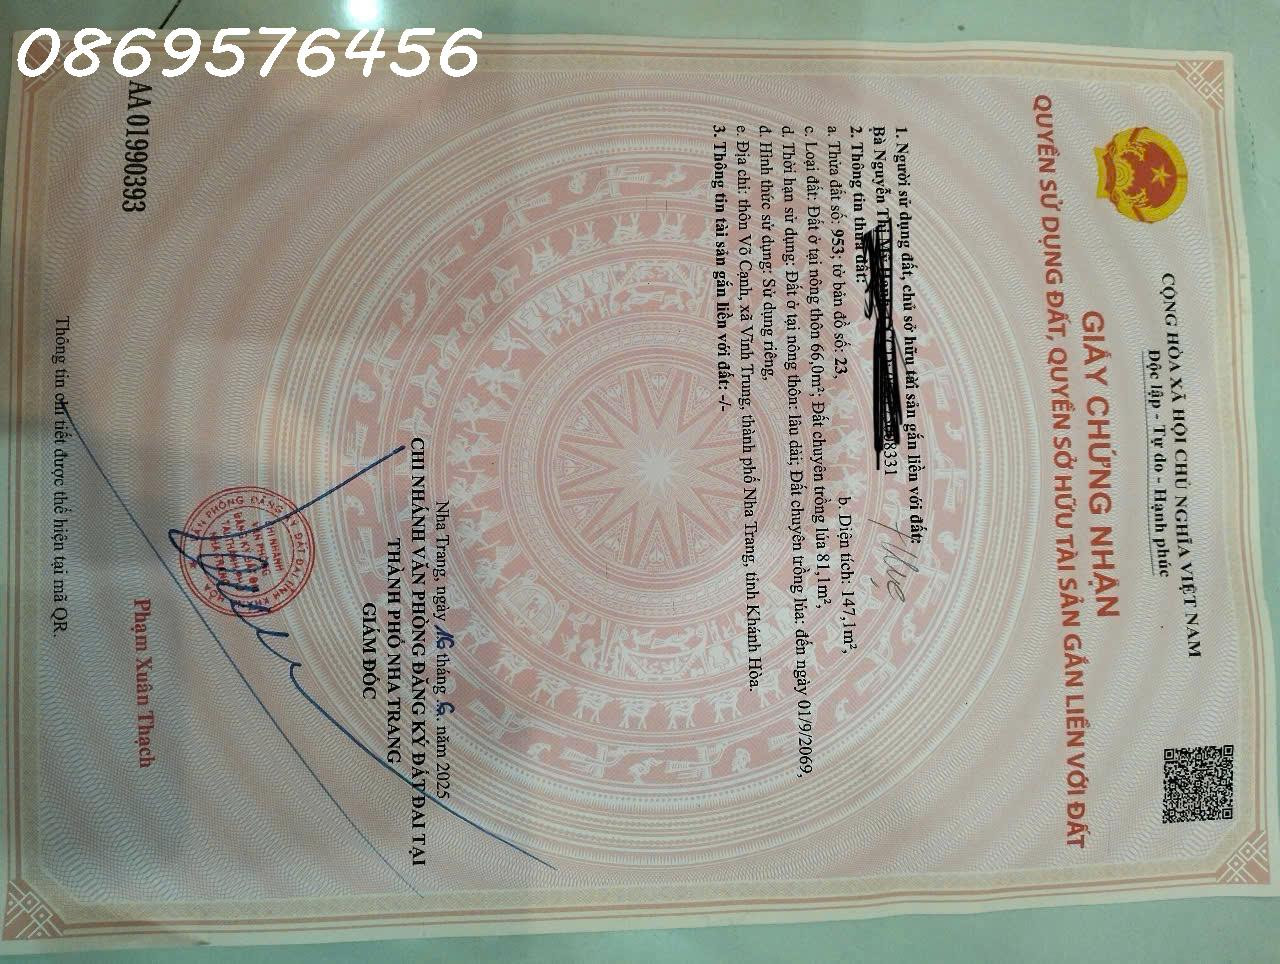 0869576456
CỘNG HÒA XÃ HỘI CHỦ NGHĨA VIỆT NAM
Độc lập - Tự do - Hạnh phúc
GIẤY CHỨNG NHẬN
QUYỀN SỬ DỤNG ĐẤT, QUYỀN SỞ HỮU TÀI SẢN GẮN LIỀN VỚI ĐẤT
1. Người sử dụng đất, chủ sở hữu tài sản gắn liền với đất:
Bà Nguyễn Thị 8331
2. Thông tin thửa đất:
a. Thửa đất số: 953; tờ bản đồ số: 23, b. Diện tích: 147,1m²,
c. Loại đất: Đất ở tại nông thôn 66,0m²; Đất chuyên trồng lúa 81,1m²,
d. Thời hạn sử dụng: Đất ở tại nông thôn: lâu dài; Đất chuyên trồng lúa: đến ngày 01/9/2069,
đ. Hình thức sử dụng: Sử dụng riêng,
e. Địa chỉ: thôn Võ Cạnh, xã Vĩnh Trung, thành phố Nha Trang, tỉnh Khánh Hòa.
3. Thông tin tài sản gắn liền với đất: -/-
Nha Trang, ngày 16 tháng 6 năm 2025
CHI NHÁNH VĂN PHÒNG ĐĂNG KÝ ĐẤT ĐAI TẠI
THÀNH PHỐ NHA TRANG
GIÁM ĐỐC
Phạm Xuân Thạch
Thông tin chi tiết được thể hiện tại mã QR.
AA 01990393